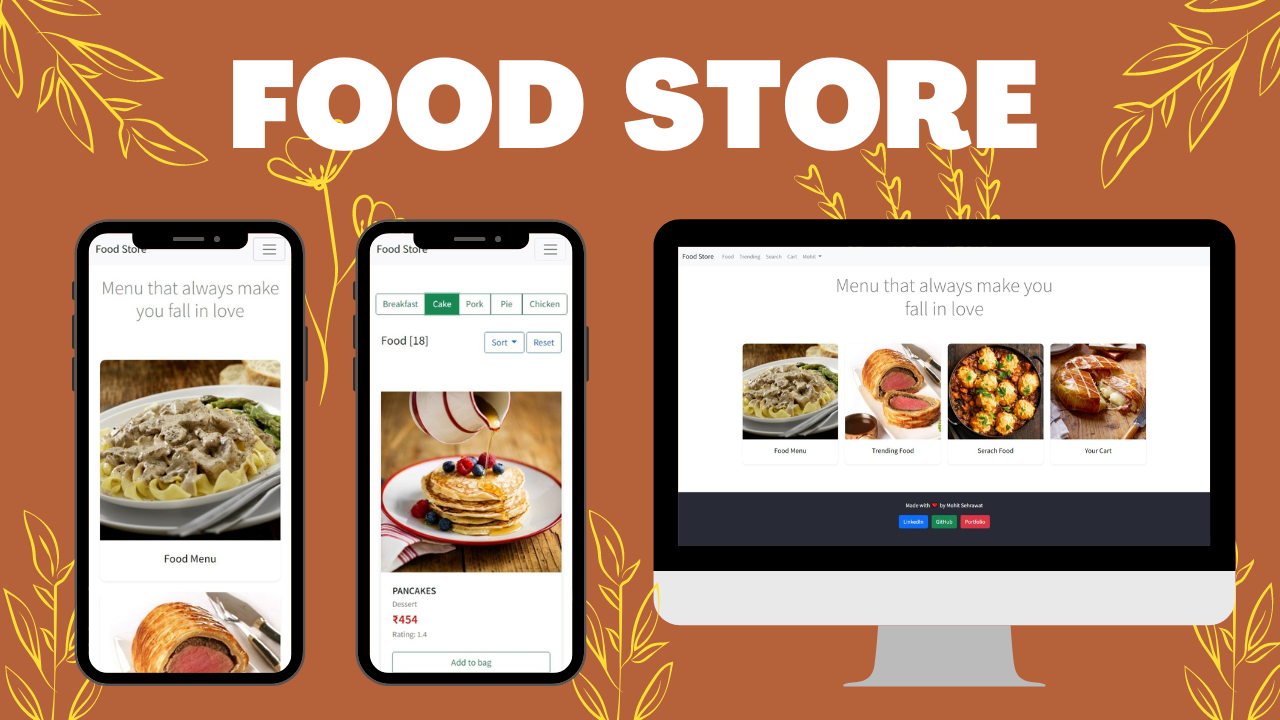 FOOD STORE
Food Store
Menu that always make
you fall in love
Food Menu
Food Store
Breakfast Cake Pork Pie Chicken
Food [18]
Sort Reset
PANCAKES
Dessert
₹454
Rating: 1.4
Add to bag
Food Store Food Trending Search Cart Mohit
Menu that always make you
fall in love
Food Menu Trending Food Serach Food Your Cart
Made with ❤ by Mohit Sehrawat
LinkedIn GitHub Portfolio